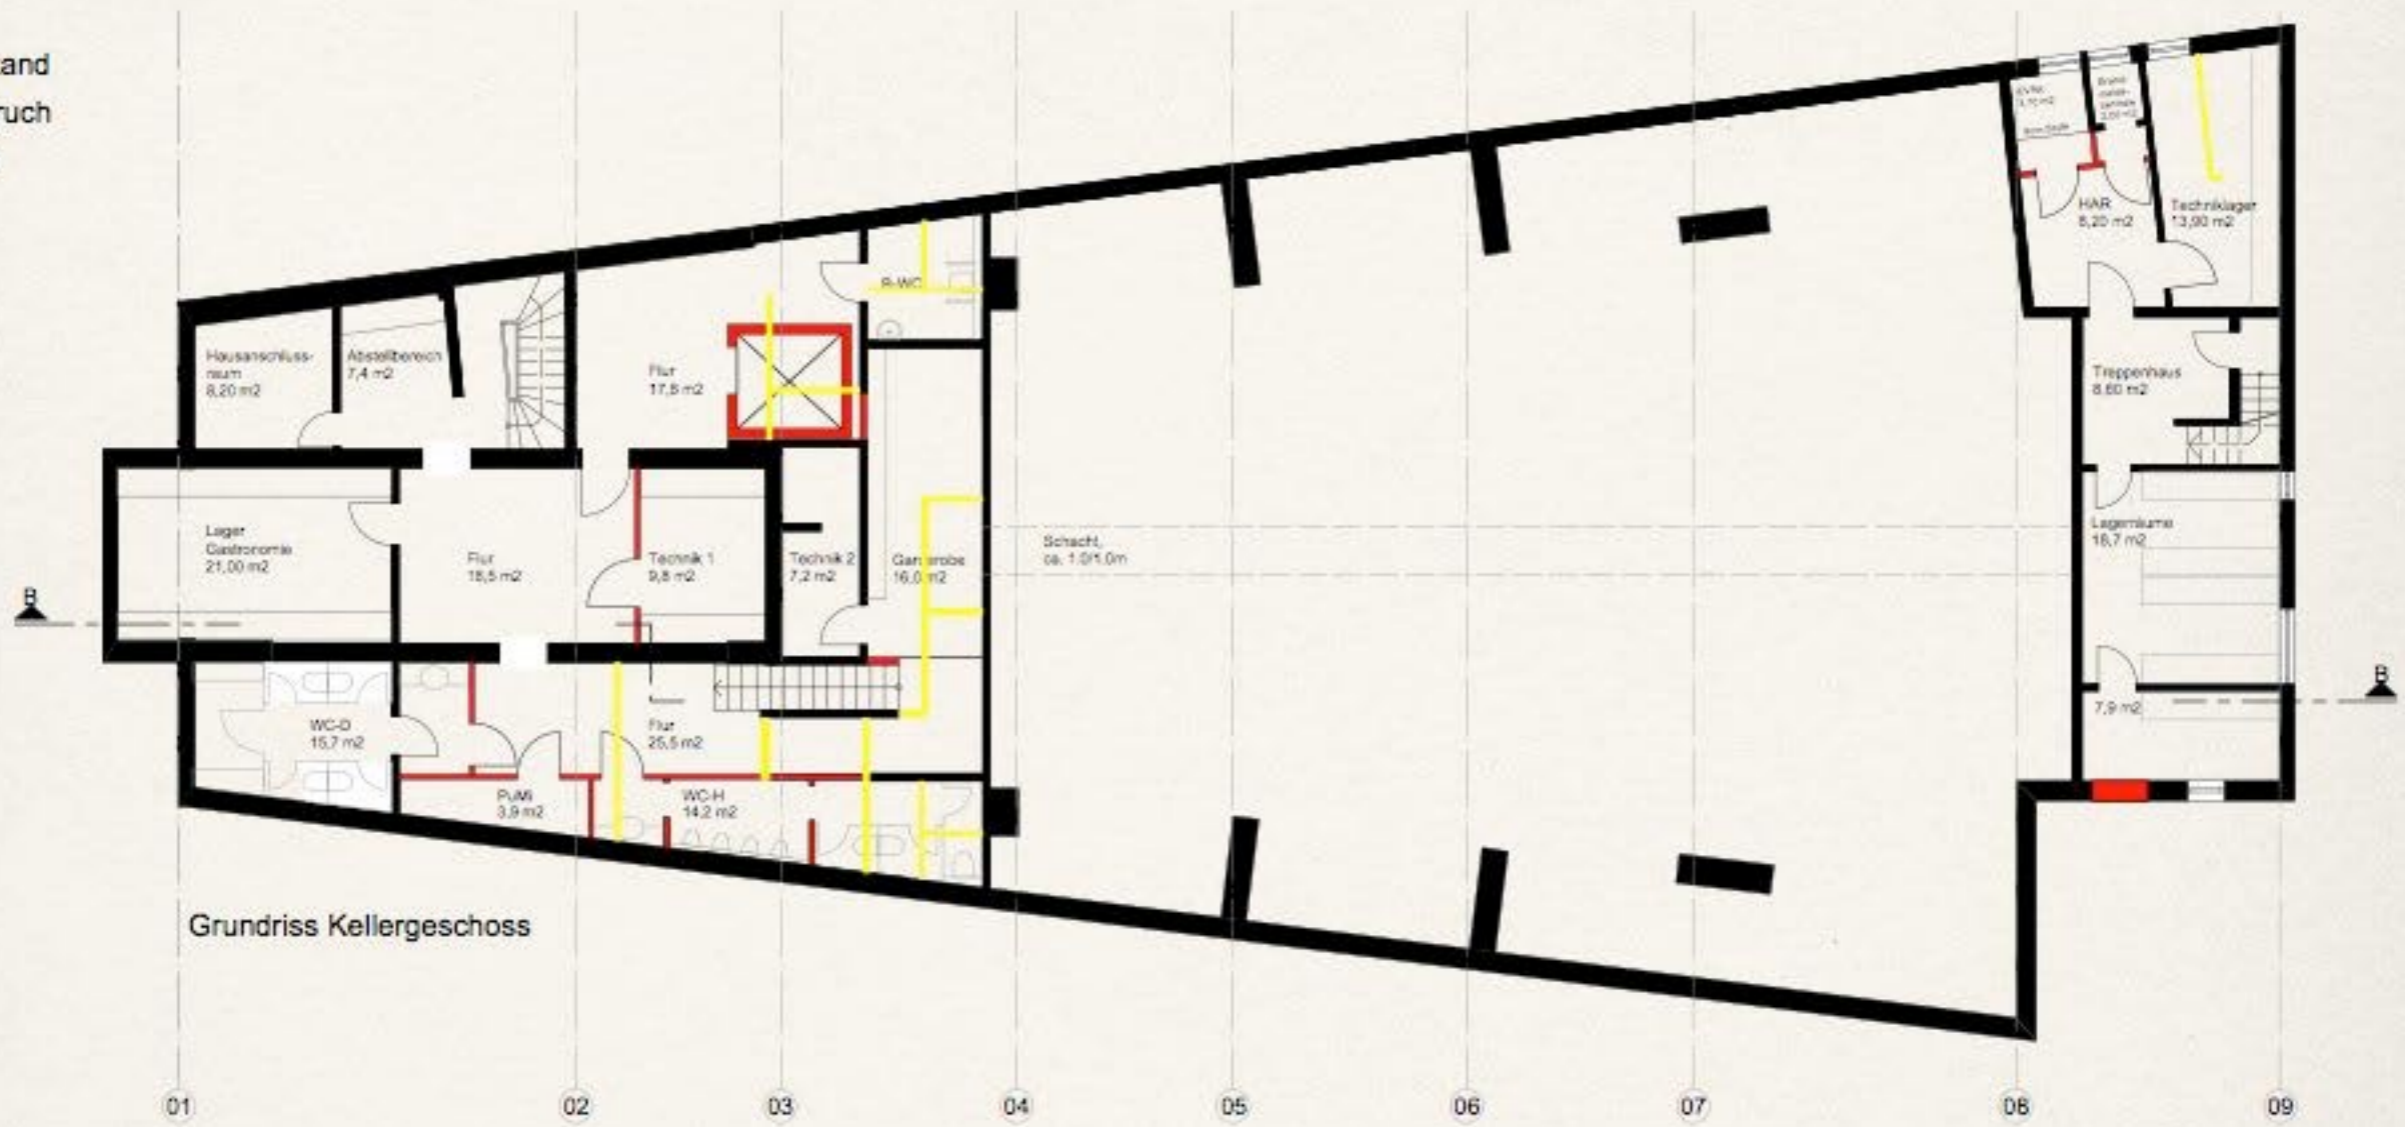 and
ruch
Hausanschluss-
raum
8,20 m2
Abstellbereich
7,4 m2
Flur
17,8 m2
HAR
8,20 m2
Techniklager
13,90 m2
Treppenhaus
8,60 m2
Lager
Gastronomie
21,00 m2
Flur
18,5 m2
Technik 1
9,8 m2
Technik 2
7,2 m2
Garderobe
16,0 m2
Schacht,
ca. 1.0/1.0m
Lagerräume
18,7 m2
7,9 m2
B
B
WC-D
15,7 m2
Flur
25,5 m2
PuMi
3,9 m2
WC-H
14,2 m2
Grundriss Kellergeschoss
01
02
03
04
05
06
07
08
09